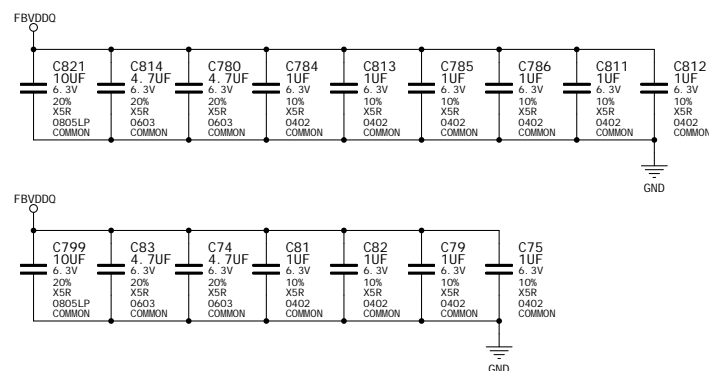 FBVDDQ
C821
10UF
6.3V
20%
X5R
0805LP
COMMON
C814
4.7UF
6.3V
20%
X5R
0603
COMMON
C780
4.7UF
6.3V
20%
X5R
0603
COMMON
C784
1UF
6.3V
10%
X5R
0402
COMMON
C813
1UF
6.3V
10%
X5R
0402
COMMON
C785
1UF
6.3V
10%
X5R
0402
COMMON
C786
1UF
6.3V
10%
X5R
0402
COMMON
C811
1UF
6.3V
10%
X5R
0402
COMMON
C812
1UF
6.3V
10%
X5R
0402
COMMON
GND
FBVDDQ
C799
10UF
6.3V
20%
X5R
0805LP
COMMON
C83
4.7UF
6.3V
20%
X5R
0603
COMMON
C74
4.7UF
6.3V
20%
X5R
0603
COMMON
C81
1UF
6.3V
10%
X5R
0402
COMMON
C82
1UF
6.3V
10%
X5R
0402
COMMON
C79
1UF
6.3V
10%
X5R
0402
COMMON
C75
1UF
6.3V
10%
X5R
0402
COMMON
GND